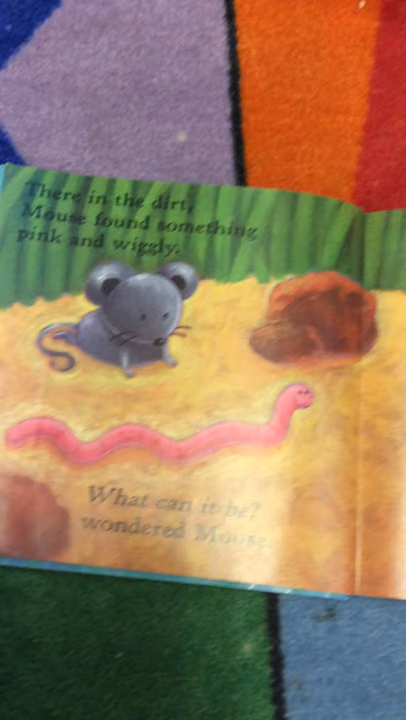 There in the dirt,
Mouse found something
pink and wiggly.
What can it be?
wondered Mouse.